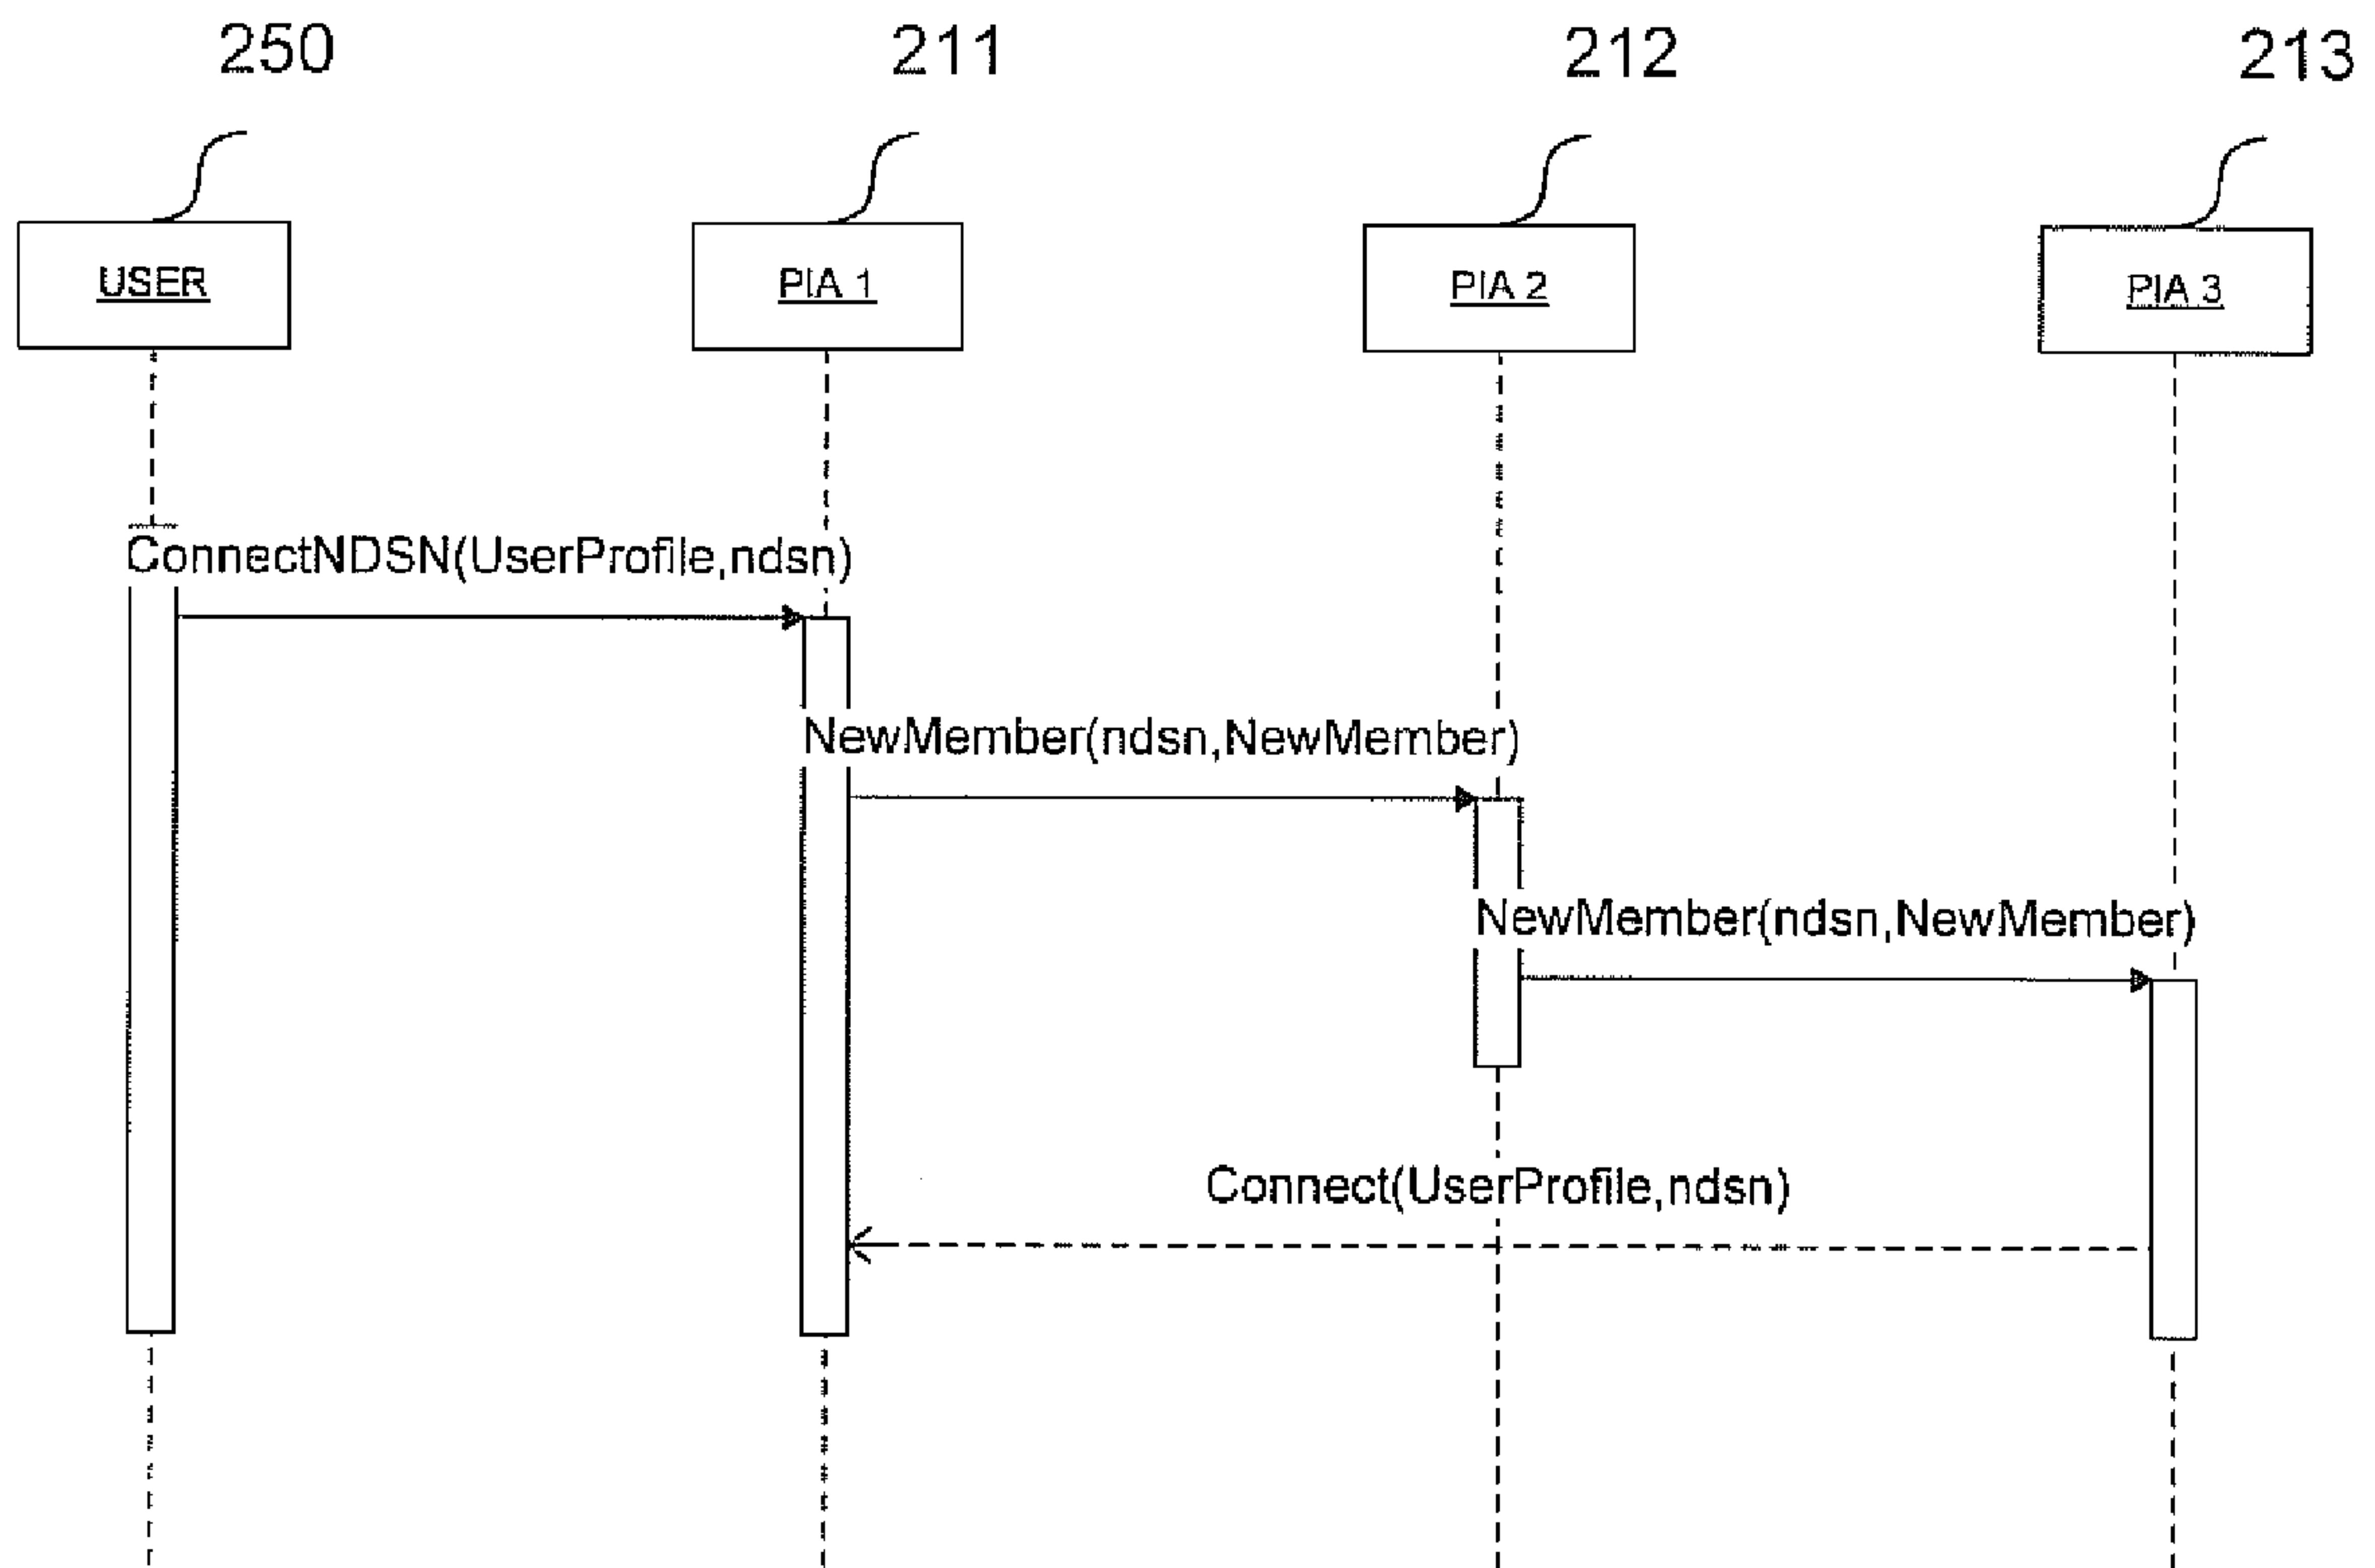 250
211
212
213
USER
PIA 1
PIA 2
PIA 3
ConnectNDSN(UserProfile,ndsn)
NewMember(ndsn,NewMember)
NewMember(ndsn,NewMember)
Connect(UserProfile,ndsn)